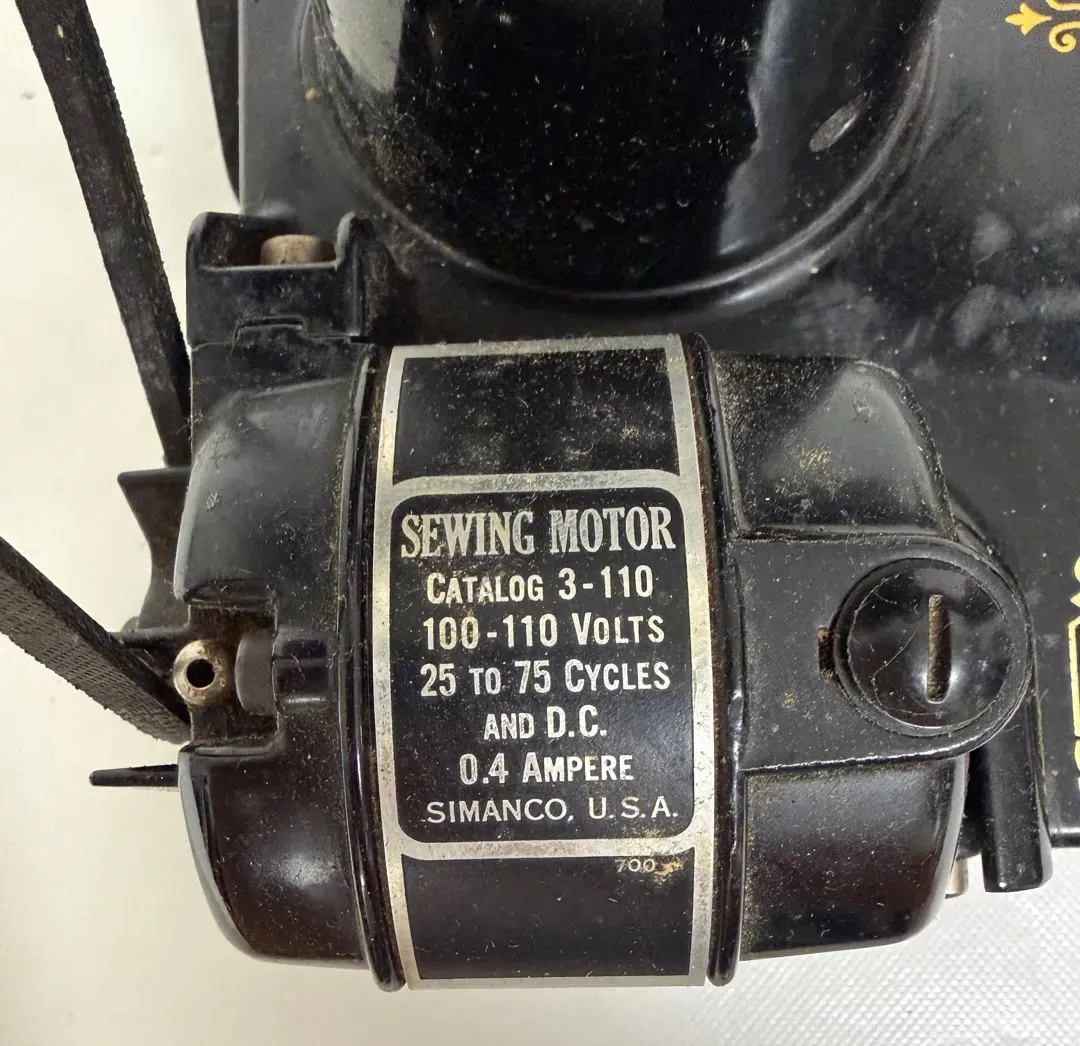 SEWING MOTOR
CATALOG 3-110
100-110 VOLTS
25 TO 75 CYCLES
AND D.C.
0.4 AMPERE
SIMANCO, U.S.A.
700